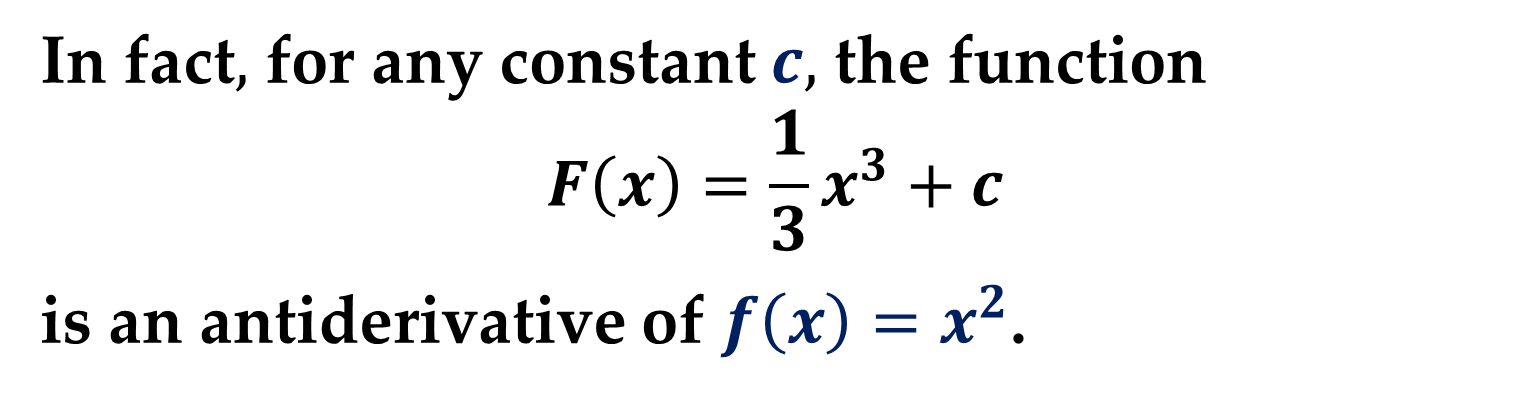 In fact, for any constant c, the function
F(x) = 1/3 x³ + c
is an antiderivative of f(x) = x².